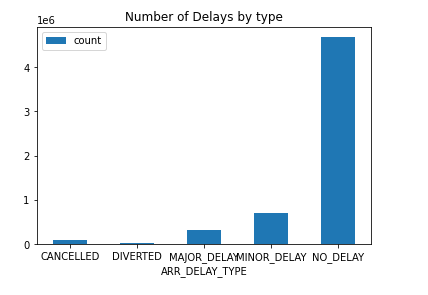 Number of Delays by type
1e6
count
4
3
2
1
0
CANCELLED DIVERTED MAJOR_DELAY MINOR_DELAY NO_DELAY
ARR_DELAY_TYPE